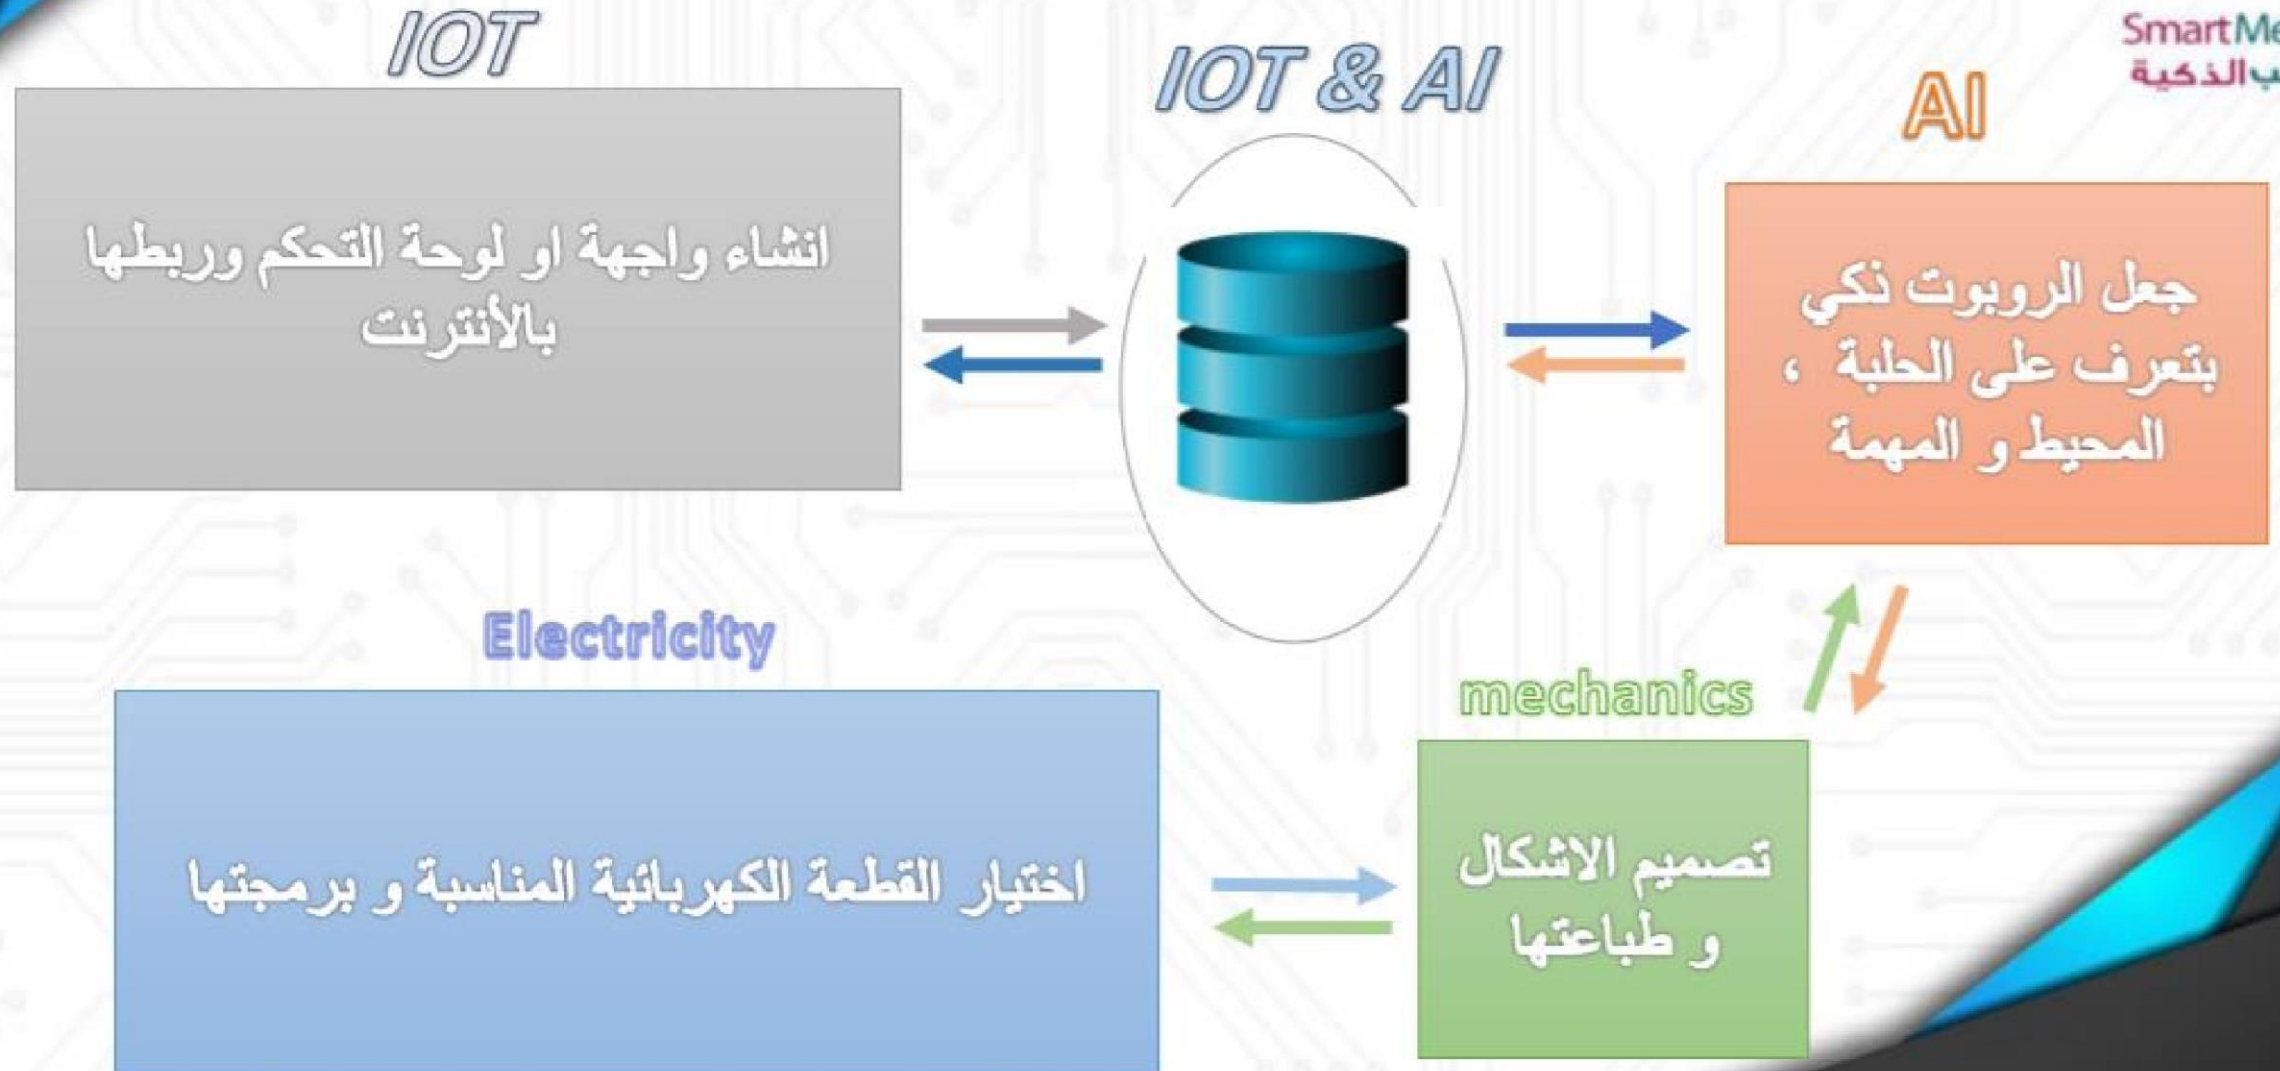 IOT
IOT & AI
AI
الذكية
انشاء واجهة او لوحة التحكم وربطها
بالأنترنت
جعل الروبوت ذكي
بتعرف على الحلبة ،
المحيط و المهمة
Electricity
mechanics
اختيار القطعة الكهربائية المناسبة و برمجتها
تصميم الاشكال
و طباعتها